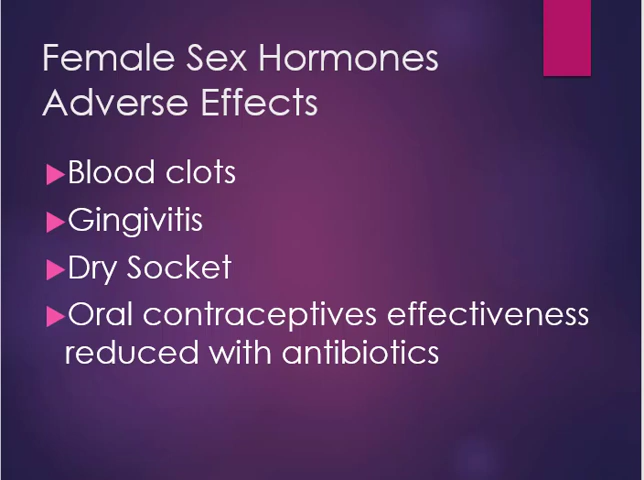 Female Sex Hormones
Adverse Effects
Blood clots
Gingivitis
Dry Socket
Oral contraceptives effectiveness
reduced with antibiotics